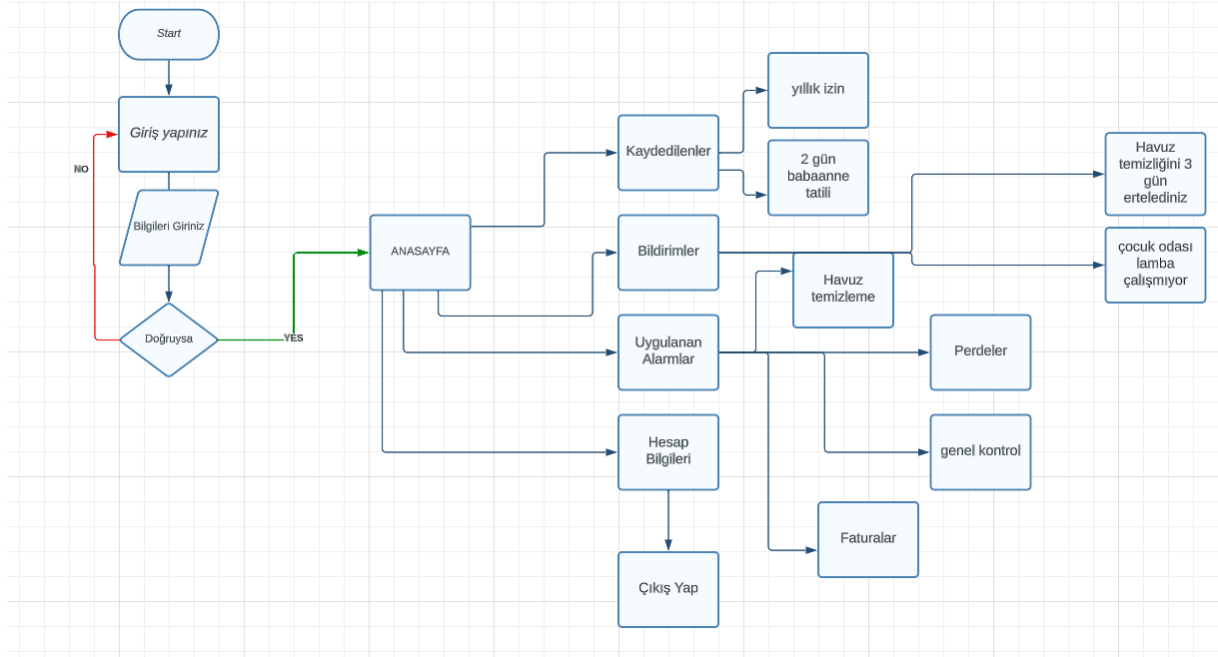 Start
Giriş yapınız
NO
Bilgileri Giriniz
Doğruysa
YES
ANASAYFA
Kaydedilenler
yıllık izin
2 gün
babaanne
tatili
Bildirimler
Havuz
temizliğini 3
gün
ertelediniz
çocuk odası
lamba
çalışmıyor
Uygulanan
Alarmlar
Havuz
temizleme
Perdeler
genel kontrol
Faturalar
Hesap
Bilgileri
Çıkış Yap